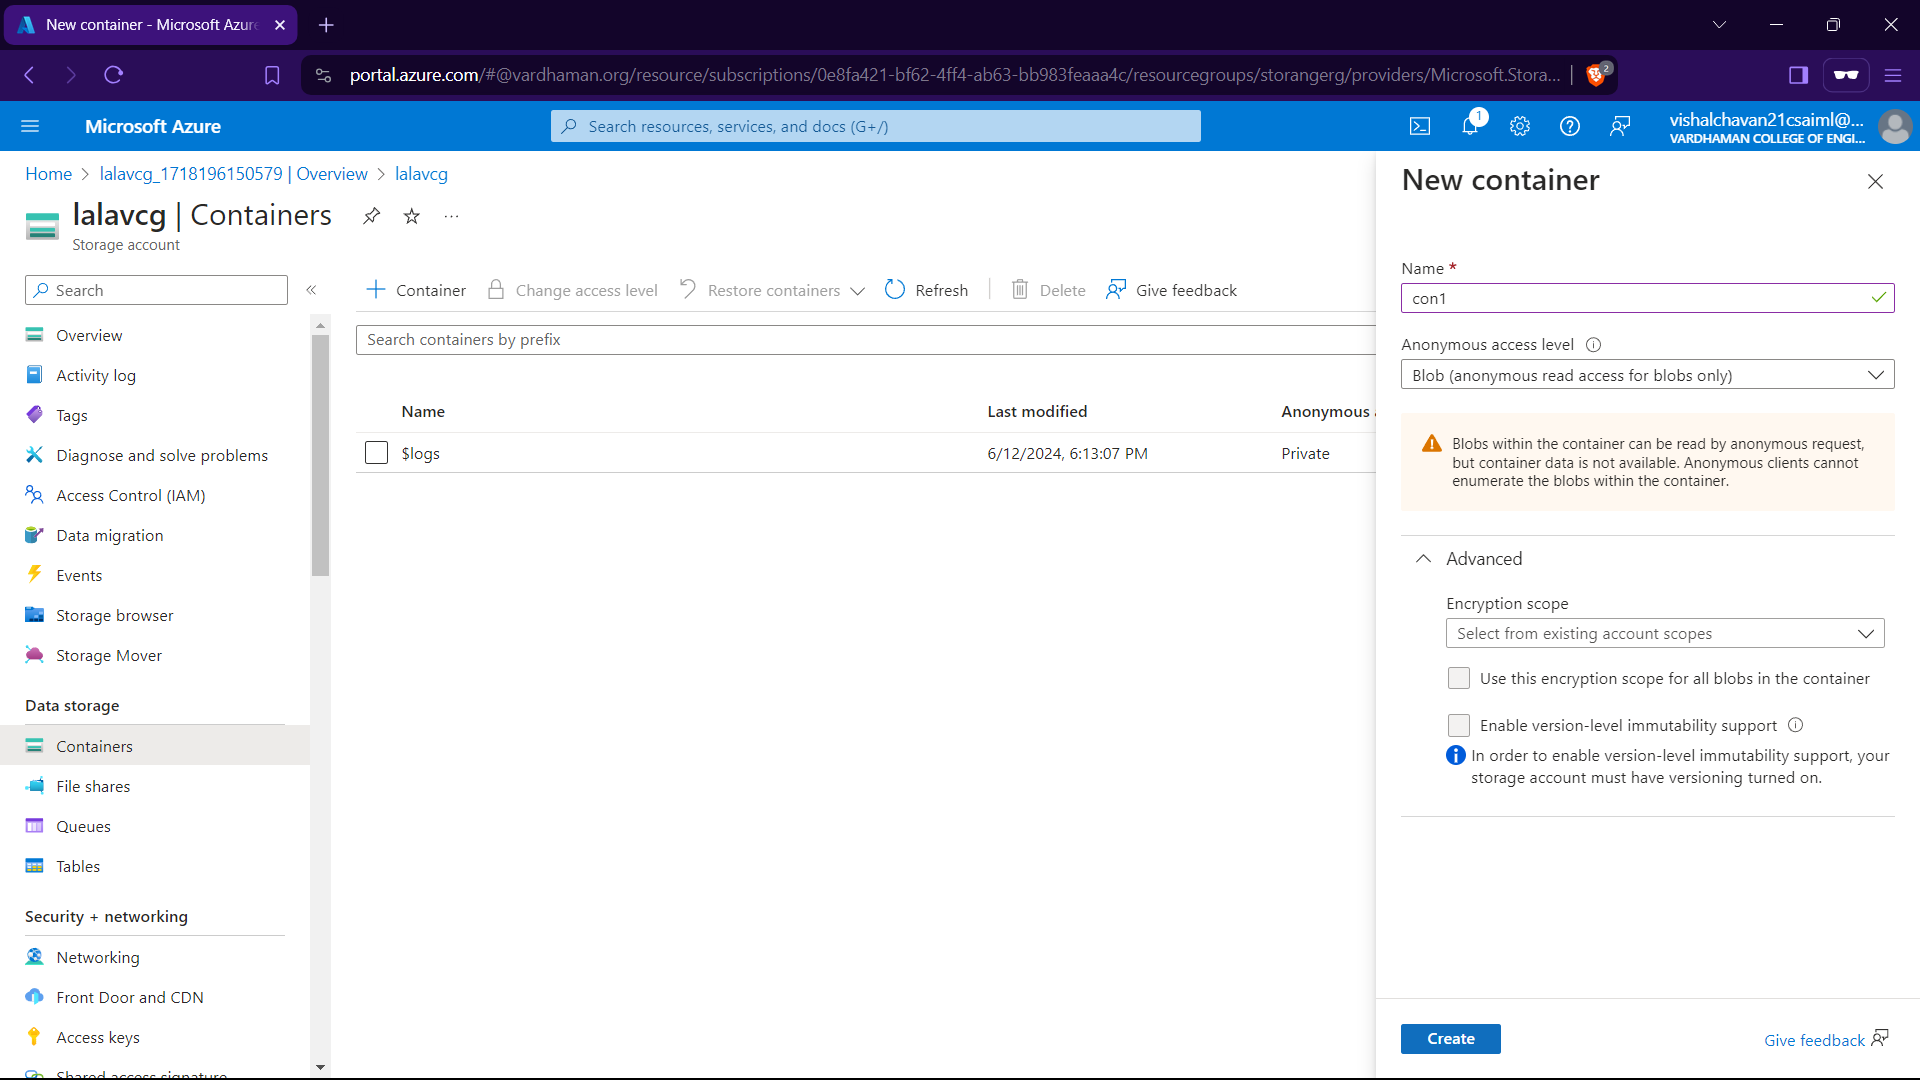 New container - Microsoft Azur
portal.azure.com/#@vardhaman.org/resource/subscriptions/0e8fa421-bf62-4ff4-ab63-bb983feaaa4c/resourcegroups/storangerg/providers/Microsoft.Stora...
2
Microsoft Azure
Search resources, services, and docs (G+/)
1
vishalchavan21csaiml@...
VARDHAMAN COLLEGE OF ENGI...
Home > lalavcg_1718196150579 | Overview > lalavcg
lalavcg | Containers
Storage account
Search
Overview
Activity log
Tags
Diagnose and solve problems
Access Control (IAM)
Data migration
Events
Storage browser
Storage Mover
Data storage
Containers
File shares
Queues
Tables
Security + networking
Networking
Front Door and CDN
Access keys
Shared access signature
Container
Change access level
Restore containers
Refresh
Delete
Give feedback
Search containers by prefix
Name Last modified Anonymous
$logs 6/12/2024, 6:13:07 PM Private
New container
Name *
con1
Anonymous access level
Blob (anonymous read access for blobs only)
Blobs within the container can be read by anonymous request,
but container data is not available. Anonymous clients cannot
enumerate the blobs within the container.
Advanced
Encryption scope
Select from existing account scopes
Use this encryption scope for all blobs in the container
Enable version-level immutability support
In order to enable version-level immutability support, your
storage account must have versioning turned on.
Create
Give feedback